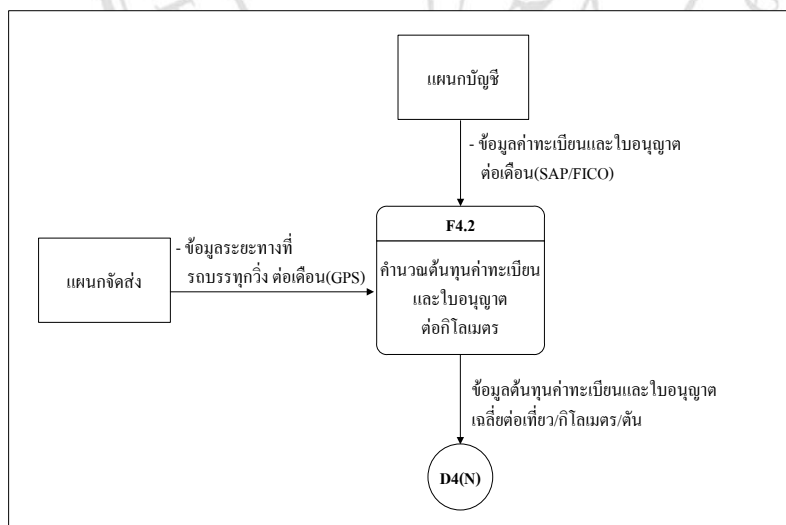 แผนกบัญชี
- ข้อมูลค่าทะเบียนและใบอนุญาต
ต่อเดือน(SAP/FICO)
F4.2
- ข้อมูลระยะทางที่
รถบรรทุกวิ่ง ต่อเดือน(GPS)
แผนกจัดส่ง
คำนวณต้นทุนค่าทะเบียน
และใบอนุญาต
ต่อกิโลเมตร
ข้อมูลต้นทุนค่าทะเบียนและใบอนุญาต
เฉลี่ยต่อเที่ยว/กิโลเมตร/ตัน
D4(N)